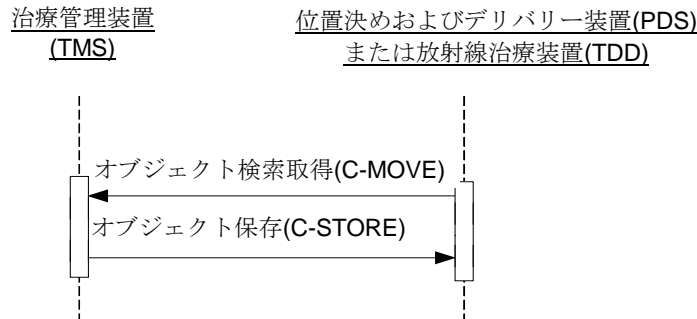 治療管理装置
(TMS)
位置決めおよびデリバリー装置(PDS)
または放射線治療装置(TDD)
オブジェクト検索取得(C-MOVE)
オブジェクト保存(C-STORE)